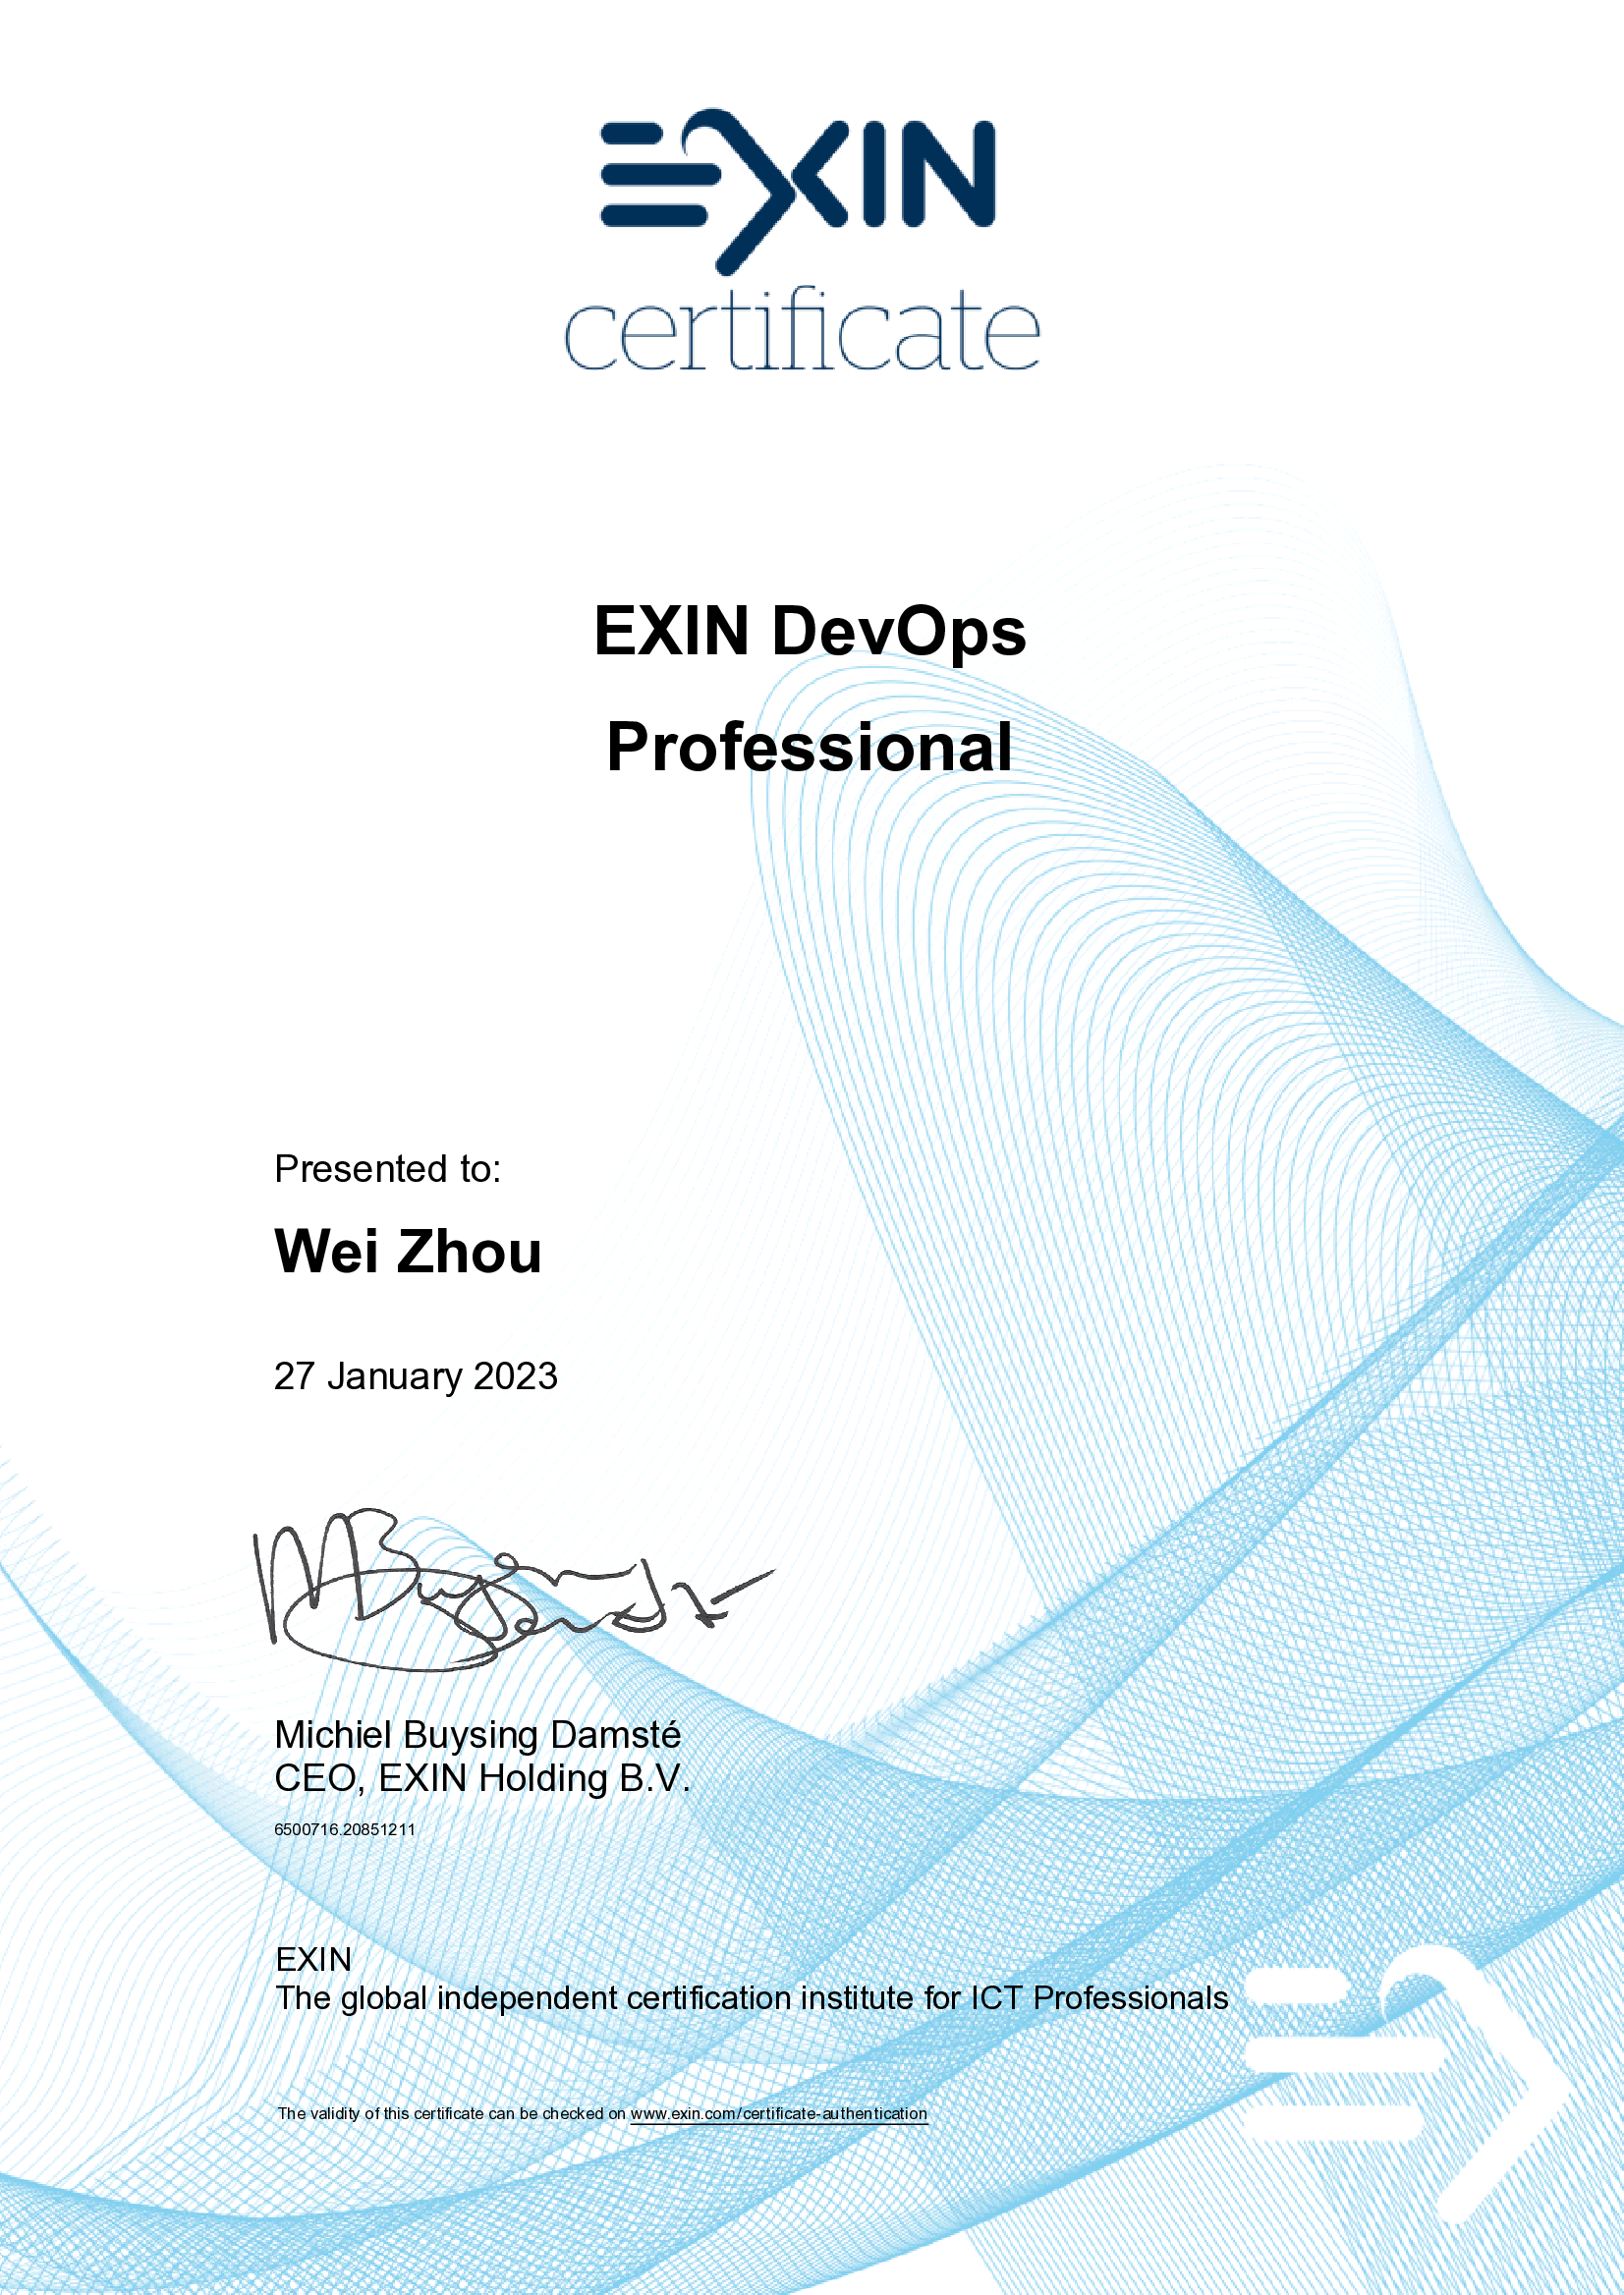 EXIN
certificate
EXIN DevOps
Professional
Presented to:
Wei Zhou
27 January 2023
Michiel Buysing Damsté
CEO, EXIN Holding B.V.
6500716.20851211
EXIN
The global independent certification institute for ICT Professionals
The validity of this certificate can be checked on www.exin.com/certificate-authentication